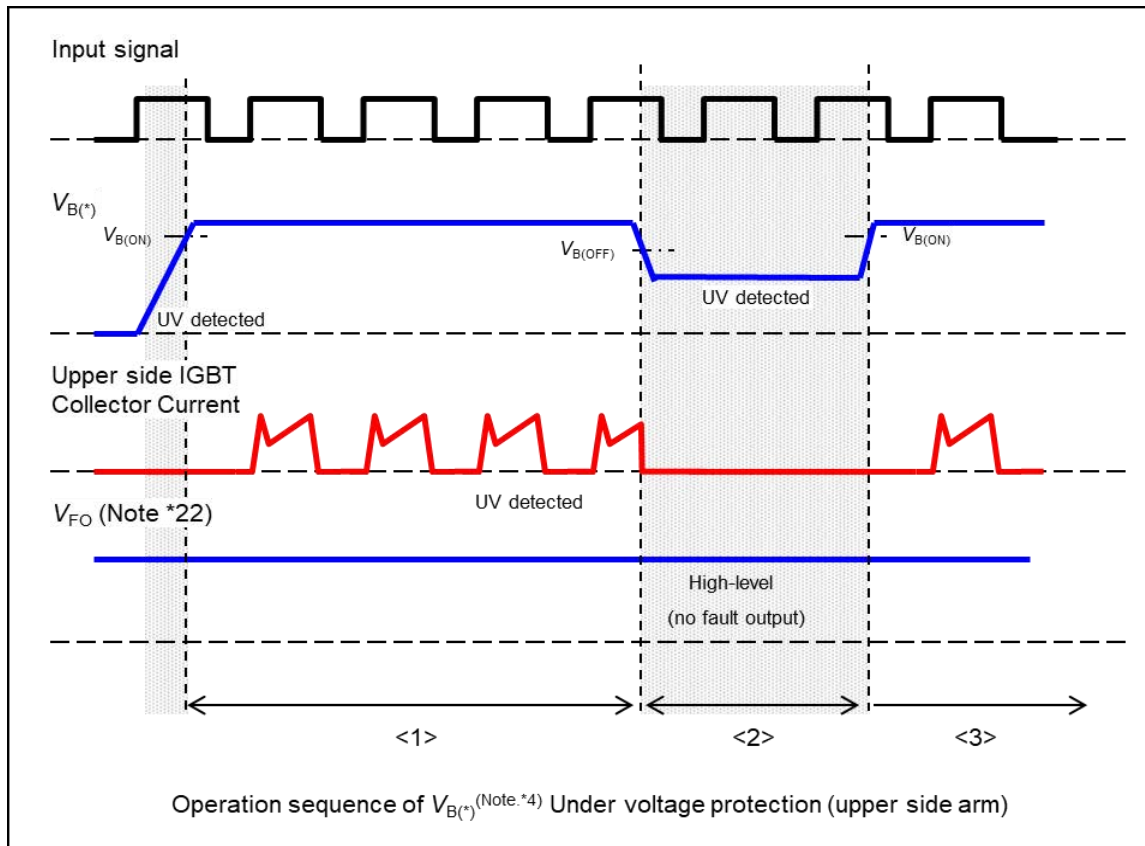 Input signal
VB(*)
VB(ON)
VB(OFF)
VB(ON)
UV detected
UV detected
Upper side IGBT
Collector Current
UV detected
VFO (Note *22)
High-level
(no fault output)
<1>
<2>
<3>
Operation sequence of VB(*)(Note.*4) Under voltage protection (upper side arm)